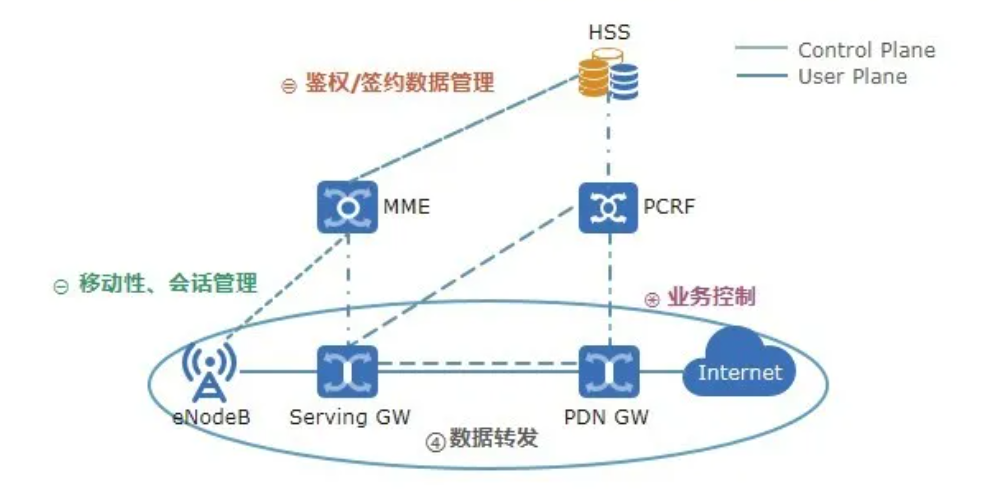 HSS
Control Plane
User Plane
㊁ 鉴权/签约数据管理
MME
PCRF
㊀ 移动性、会话管理
㊍ 业务控制
Internet
eNodeB
Serving GW
PDN GW
④数据转发